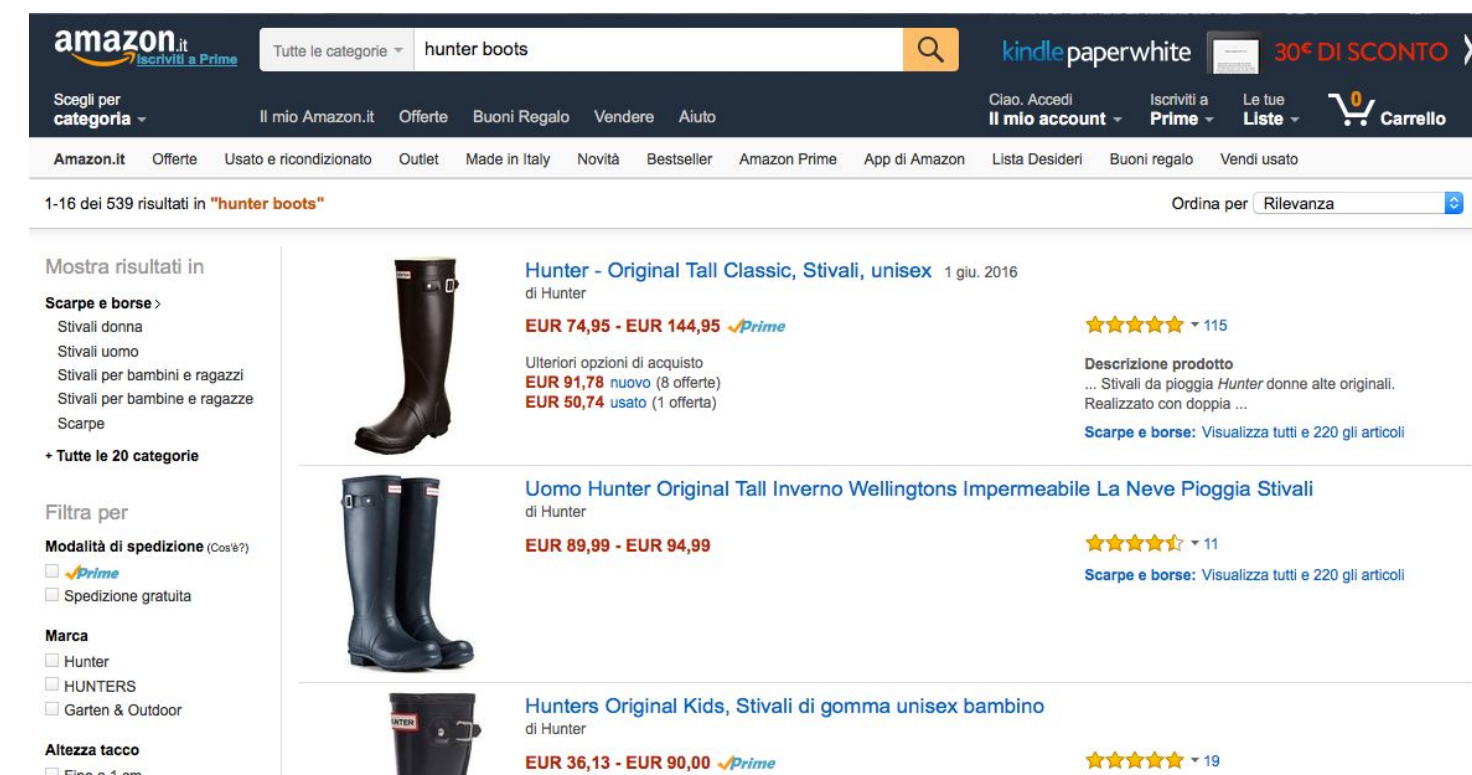 amazon.it
Iscriviti a Prime
Tutte le categorie
hunter boots
kindle paperwhite
30€ DI SCONTO
Scegli per
categoria
Il mio Amazon.it Offerte Buoni Regalo Vendere Aiuto
Ciao. Accedi
Il mio account
Iscriviti a
Prime
Le tue
Liste
0
Carrello
Amazon.it Offerte Usato e ricondizionato Outlet Made in Italy Novità Bestseller Amazon Prime App di Amazon Lista Desideri Buoni regalo Vendi usato
1-16 dei 539 risultati in "hunter boots"
Ordina per Rilevanza
Mostra risultati in
Scarpe e borse >
Stivali donna
Stivali uomo
Stivali per bambini e ragazzi
Stivali per bambine e ragazze
Scarpe
+ Tutte le 20 categorie
Filtra per
Modalità di spedizione (Cos'è?)
Prime
Spedizione gratuita
Marca
Hunter
HUNTERS
Garten & Outdoor
Altezza tacco
Fino a 1 cm
Hunter - Original Tall Classic, Stivali, unisex 1 giu. 2016
di Hunter
EUR 74,95 - EUR 144,95 Prime
Ulteriori opzioni di acquisto
EUR 91,78 nuovo (8 offerte)
EUR 50,74 usato (1 offerta)
115
Descrizione prodotto
... Stivali da pioggia Hunter donne alte originali.
Realizzato con doppia ...
Scarpe e borse: Visualizza tutti e 220 gli articoli
Uomo Hunter Original Tall Inverno Wellingtons Impermeabile La Neve Pioggia Stivali
di Hunter
EUR 89,99 - EUR 94,99
11
Scarpe e borse: Visualizza tutti e 220 gli articoli
Hunters Original Kids, Stivali di gomma unisex bambino
di Hunter
EUR 36,13 - EUR 90,00 Prime
19